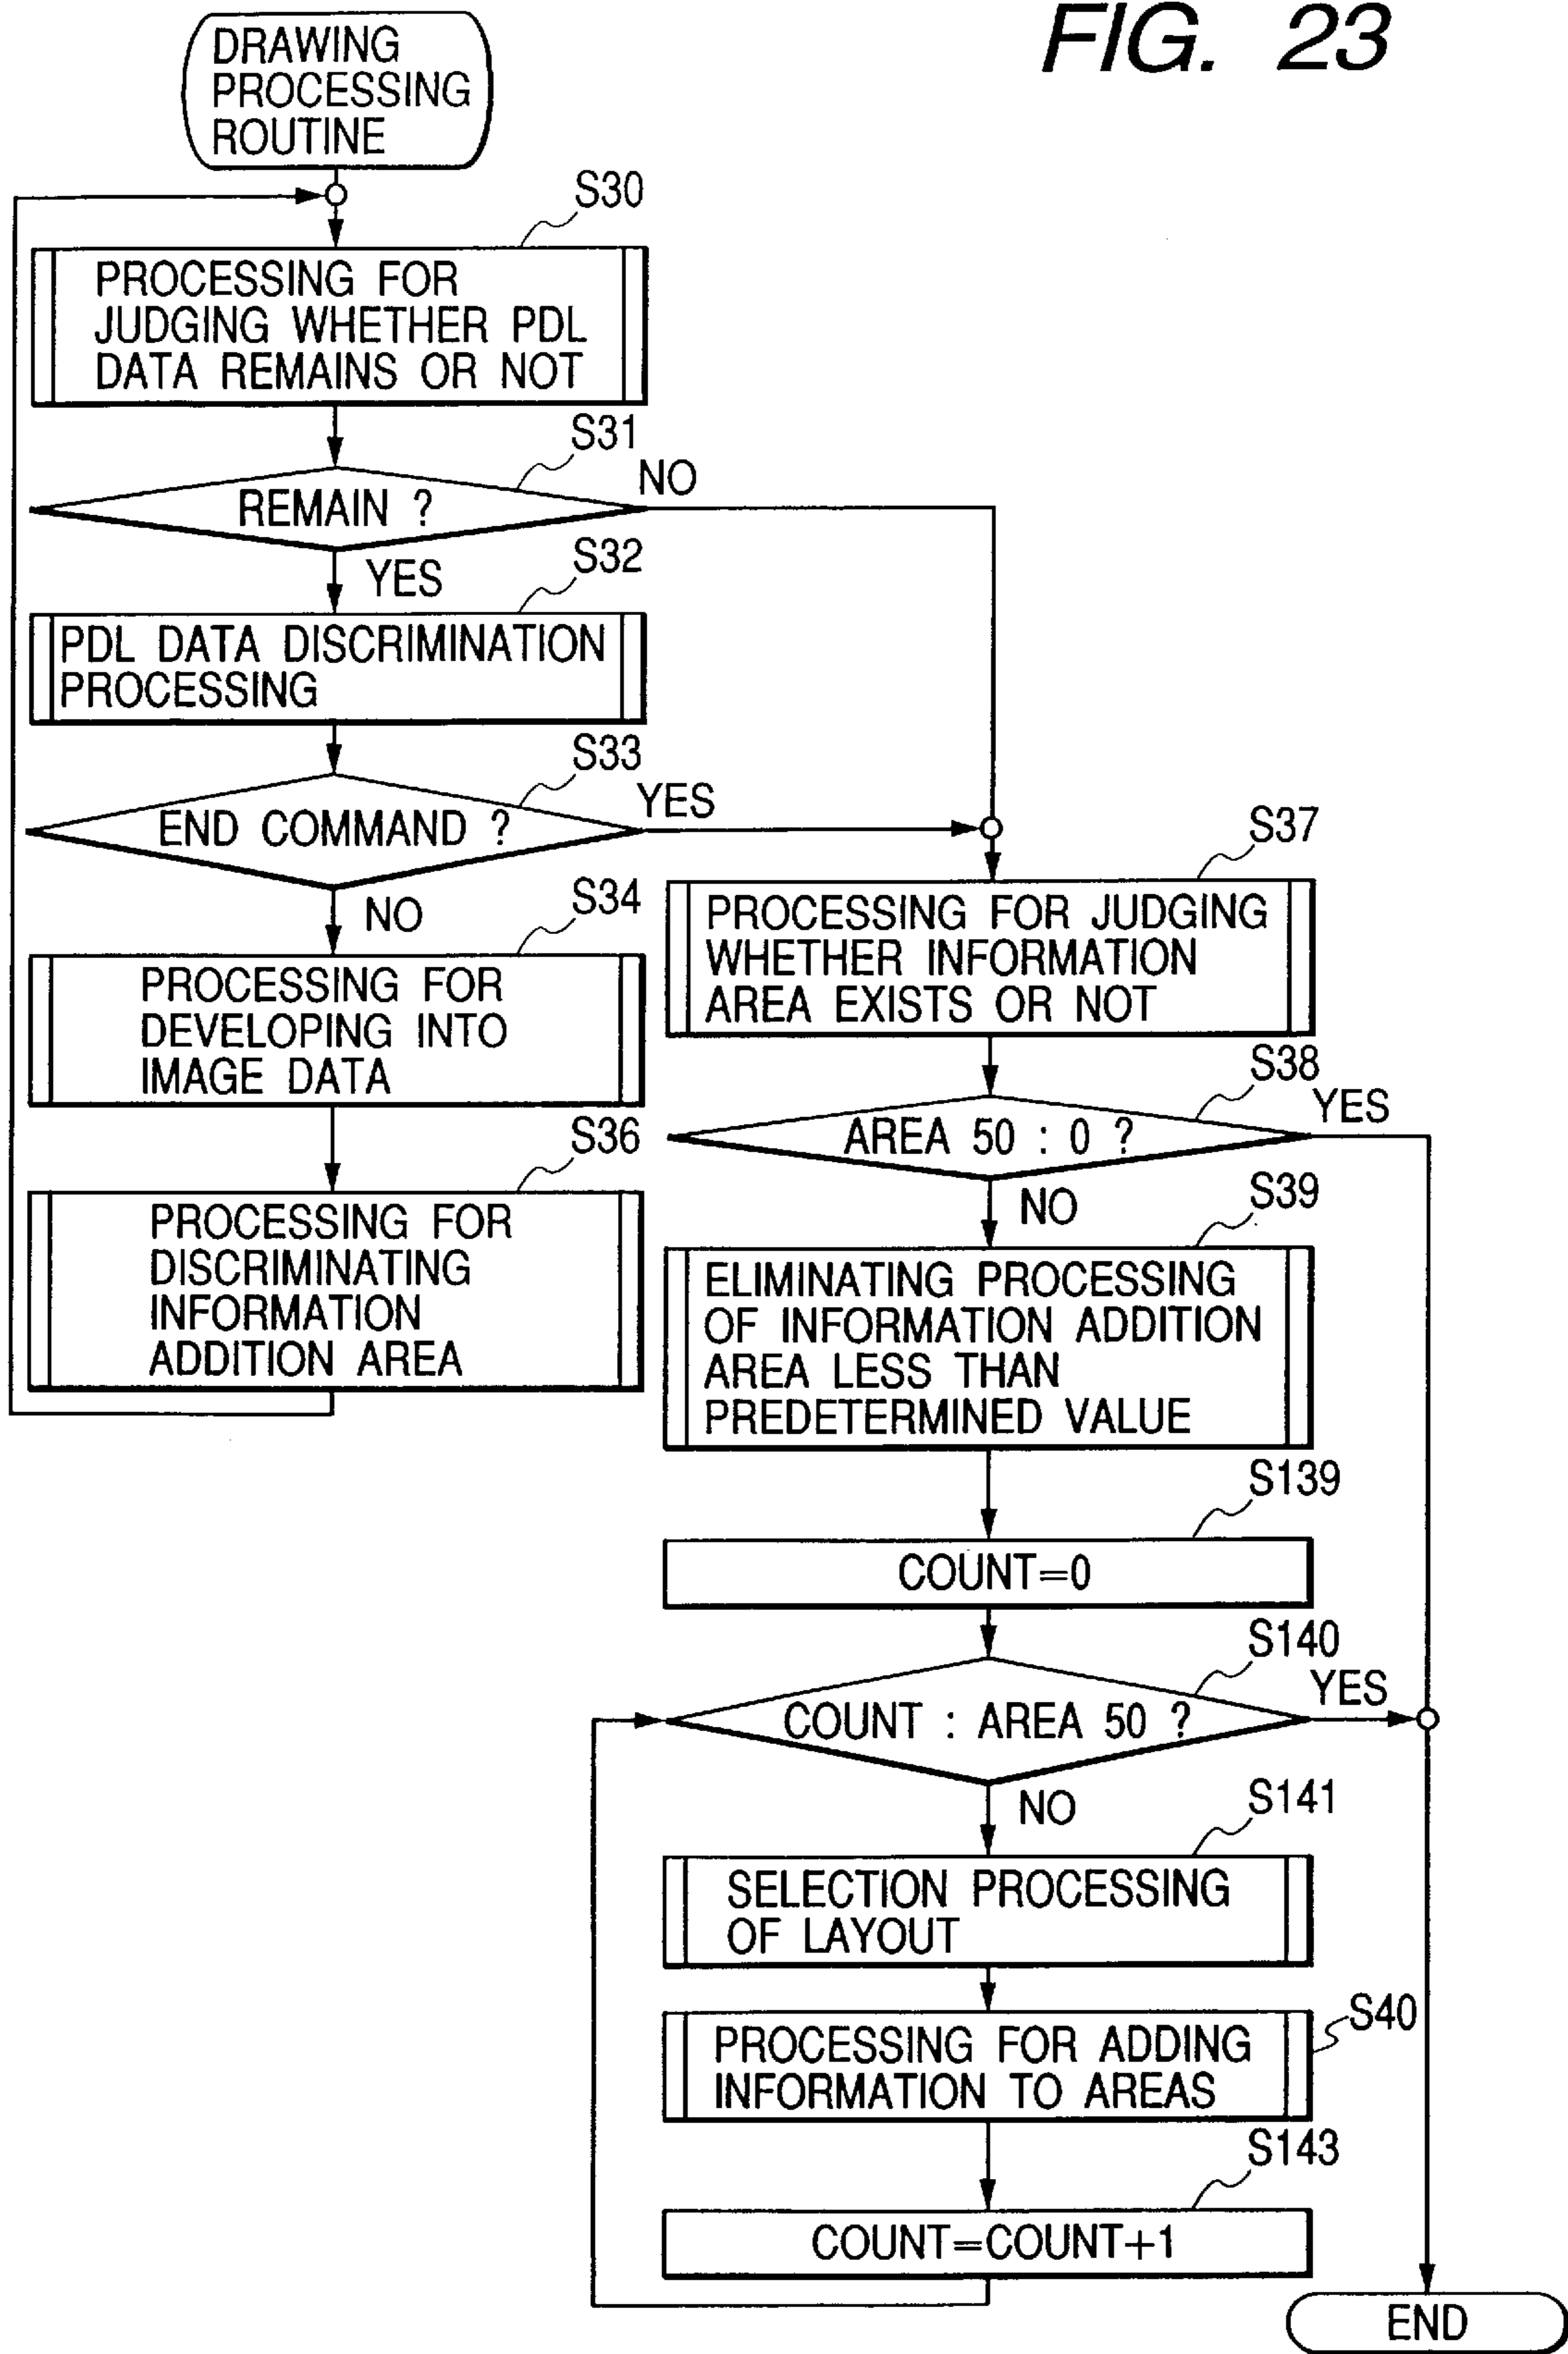 FIG. 23
DRAWING
PROCESSING
ROUTINE
S30
PROCESSING FOR
JUDGING WHETHER PDL
DATA REMAINS OR NOT
S31
REMAIN ?
NO
YES
S32
PDL DATA DISCRIMINATION
PROCESSING
S33
END COMMAND ?
YES
NO
S34
PROCESSING FOR
DEVELOPING INTO
IMAGE DATA
S36
PROCESSING FOR
DISCRIMINATING
INFORMATION
ADDITION AREA
S37
PROCESSING FOR JUDGING
WHETHER INFORMATION
AREA EXISTS OR NOT
S38
AREA 50 : 0 ?
YES
NO
S39
ELIMINATING PROCESSING
OF INFORMATION ADDITION
AREA LESS THAN
PREDETERMINED VALUE
S139
COUNT=0
S140
COUNT : AREA 50 ?
YES
NO
S141
SELECTION PROCESSING
OF LAYOUT
S40
PROCESSING FOR ADDING
INFORMATION TO AREAS
S143
COUNT=COUNT+1
END